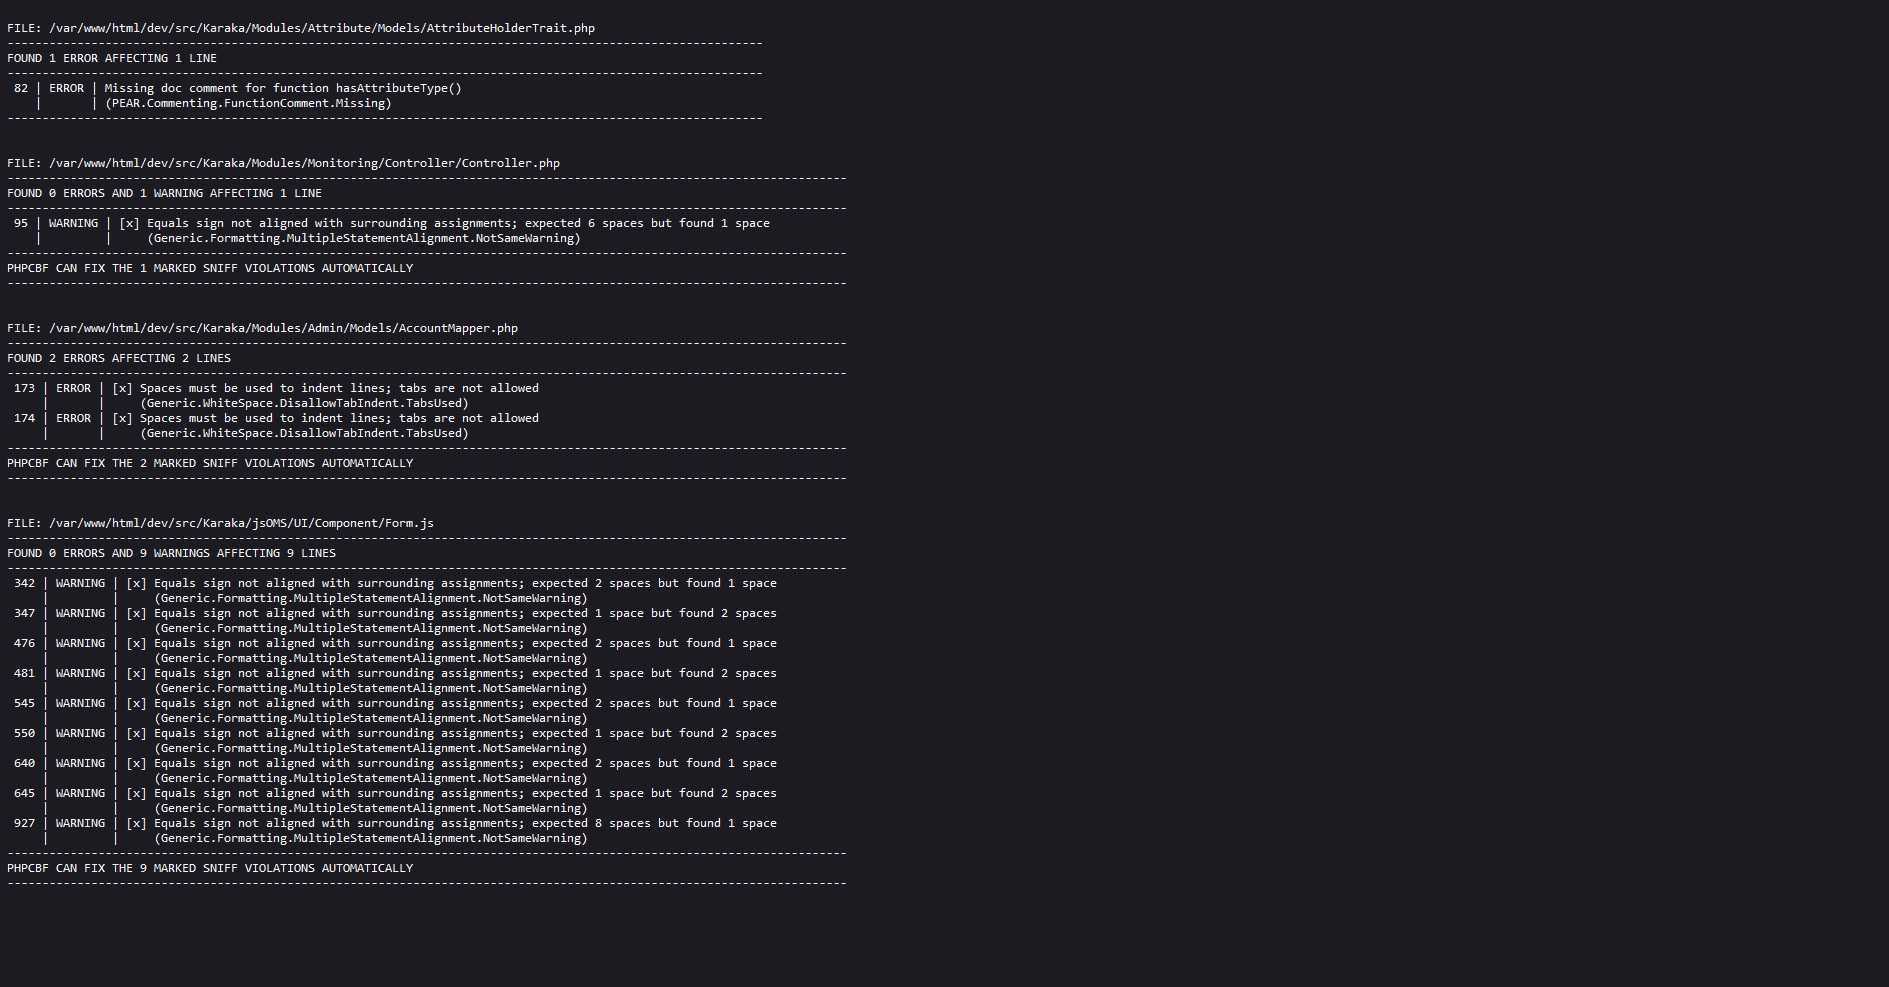 FILE: /var/www/html/dev/src/Karaka/Modules/Attribute/Models/AttributeHolderTrait.php
------------------------------------------------------------------------------------------------------------
FOUND 1 ERROR AFFECTING 1 LINE
------------------------------------------------------------------------------------------------------------
 82 | ERROR | Missing doc comment for function hasAttributeType()
    |       | (PEAR.Commenting.FunctionComment.Missing)
------------------------------------------------------------------------------------------------------------
FILE: /var/www/html/dev/src/Karaka/Modules/Monitoring/Controller/Controller.php
------------------------------------------------------------------------------------------------------------------------
FOUND 0 ERRORS AND 1 WARNING AFFECTING 1 LINE
------------------------------------------------------------------------------------------------------------------------
 95 | WARNING | [x] Equals sign not aligned with surrounding assignments; expected 6 spaces but found 1 space
    |         |     (Generic.Formatting.MultipleStatementAlignment.NotSameWarning)
------------------------------------------------------------------------------------------------------------------------
PHPCBF CAN FIX THE 1 MARKED SNIFF VIOLATIONS AUTOMATICALLY
------------------------------------------------------------------------------------------------------------------------
FILE: /var/www/html/dev/src/Karaka/Modules/Admin/Models/AccountMapper.php
------------------------------------------------------------------------------------------------------------------------
FOUND 2 ERRORS AFFECTING 2 LINES
------------------------------------------------------------------------------------------------------------------------
 173 | ERROR | [x] Spaces must be used to indent lines; tabs are not allowed
     |       |     (Generic.WhiteSpace.DisallowTabIndent.TabsUsed)
 174 | ERROR | [x] Spaces must be used to indent lines; tabs are not allowed
     |       |     (Generic.WhiteSpace.DisallowTabIndent.TabsUsed)
------------------------------------------------------------------------------------------------------------------------
PHPCBF CAN FIX THE 2 MARKED SNIFF VIOLATIONS AUTOMATICALLY
------------------------------------------------------------------------------------------------------------------------
FILE: /var/www/html/dev/src/Karaka/jsOMS/UI/Component/Form.js
------------------------------------------------------------------------------------------------------------------------
FOUND 0 ERRORS AND 9 WARNINGS AFFECTING 9 LINES
------------------------------------------------------------------------------------------------------------------------
 342 | WARNING | [x] Equals sign not aligned with surrounding assignments; expected 2 spaces but found 1 space
     |         |     (Generic.Formatting.MultipleStatementAlignment.NotSameWarning)
 347 | WARNING | [x] Equals sign not aligned with surrounding assignments; expected 1 space but found 2 spaces
     |         |     (Generic.Formatting.MultipleStatementAlignment.NotSameWarning)
 476 | WARNING | [x] Equals sign not aligned with surrounding assignments; expected 2 spaces but found 1 space
     |         |     (Generic.Formatting.MultipleStatementAlignment.NotSameWarning)
 481 | WARNING | [x] Equals sign not aligned with surrounding assignments; expected 1 space but found 2 spaces
     |         |     (Generic.Formatting.MultipleStatementAlignment.NotSameWarning)
 545 | WARNING | [x] Equals sign not aligned with surrounding assignments; expected 2 spaces but found 1 space
     |         |     (Generic.Formatting.MultipleStatementAlignment.NotSameWarning)
 550 | WARNING | [x] Equals sign not aligned with surrounding assignments; expected 1 space but found 2 spaces
     |         |     (Generic.Formatting.MultipleStatementAlignment.NotSameWarning)
 640 | WARNING | [x] Equals sign not aligned with surrounding assignments; expected 2 spaces but found 1 space
     |         |     (Generic.Formatting.MultipleStatementAlignment.NotSameWarning)
 645 | WARNING | [x] Equals sign not aligned with surrounding assignments; expected 1 space but found 2 spaces
     |         |     (Generic.Formatting.MultipleStatementAlignment.NotSameWarning)
 927 | WARNING | [x] Equals sign not aligned with surrounding assignments; expected 8 spaces but found 1 space
     |         |     (Generic.Formatting.MultipleStatementAlignment.NotSameWarning)
------------------------------------------------------------------------------------------------------------------------
PHPCBF CAN FIX THE 9 MARKED SNIFF VIOLATIONS AUTOMATICALLY
------------------------------------------------------------------------------------------------------------------------